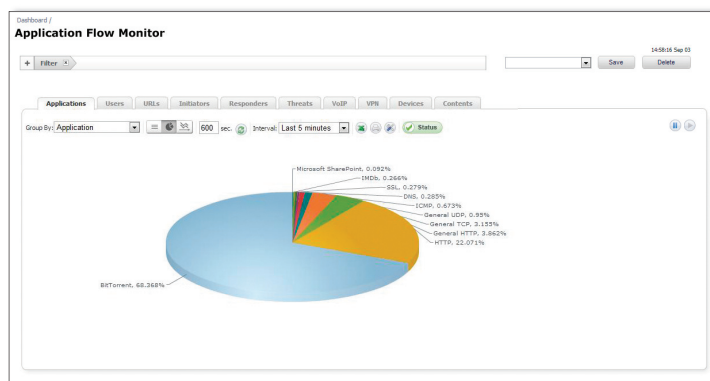 Dashboard /
Application Flow Monitor
14:58:16 Sep 03
+ Filter
Save
Delete
Applications
Users
URLs
Initiators
Responders
Threats
VoIP
VPN
Devices
Contents
Group By: Application
600 sec.
Interval: Last 5 minutes
Status
Microsoft SharePoint, 0.092%
IMDb, 0.266%
SSL, 0.279%
DNS, 0.285%
ICMP, 0.673%
General UDP, 0.95%
General TCP, 3.155%
General HTTP, 3.862%
HTTP, 22.071%
BitTorrent, 68.368%